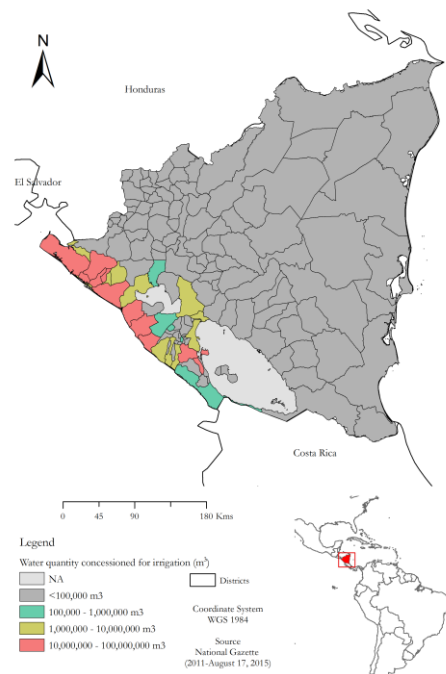 N
Honduras
El Salvador
Costa Rica
0 45 90 180 Kms
Legend
Water quantity concessioned for irrigation (m³)
NA
<100,000 m3
100,000 - 1,000,000 m3
1,000,000 - 10,000,000 m3
10,000,000 - 100,000,000 m3
Districts
Coordinate System
WGS 1984
Source
National Gazette
(2011-August 17, 2015)